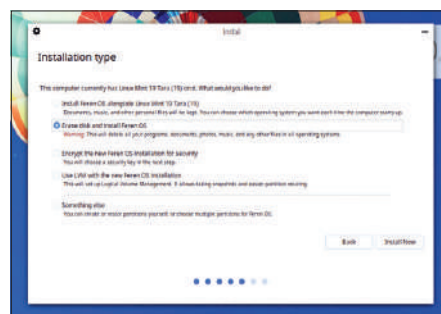 Install
Installation type
This computer currently has Linux Mint 19 Tara (19) on it. What would you like to do?
Install Feren OS alongside Linux Mint 19 Tara (19)
Documents, music, and other personal files will be kept. You can choose which operating system you want each time the computer starts up.
Erase disk and install Feren OS
Warning: This will delete all your programs, documents, photos, music, and any other files in all operating systems.
Encrypt the new Feren OS installation for security
You will choose a security key in the next step.
Use LVM with the new Feren OS installation
This will set up Logical Volume Management. It allows taking snapshots and easier partition resizing.
Something else
You can create or resize partitions yourself, or choose multiple partitions for Feren OS.
Back
Install Now